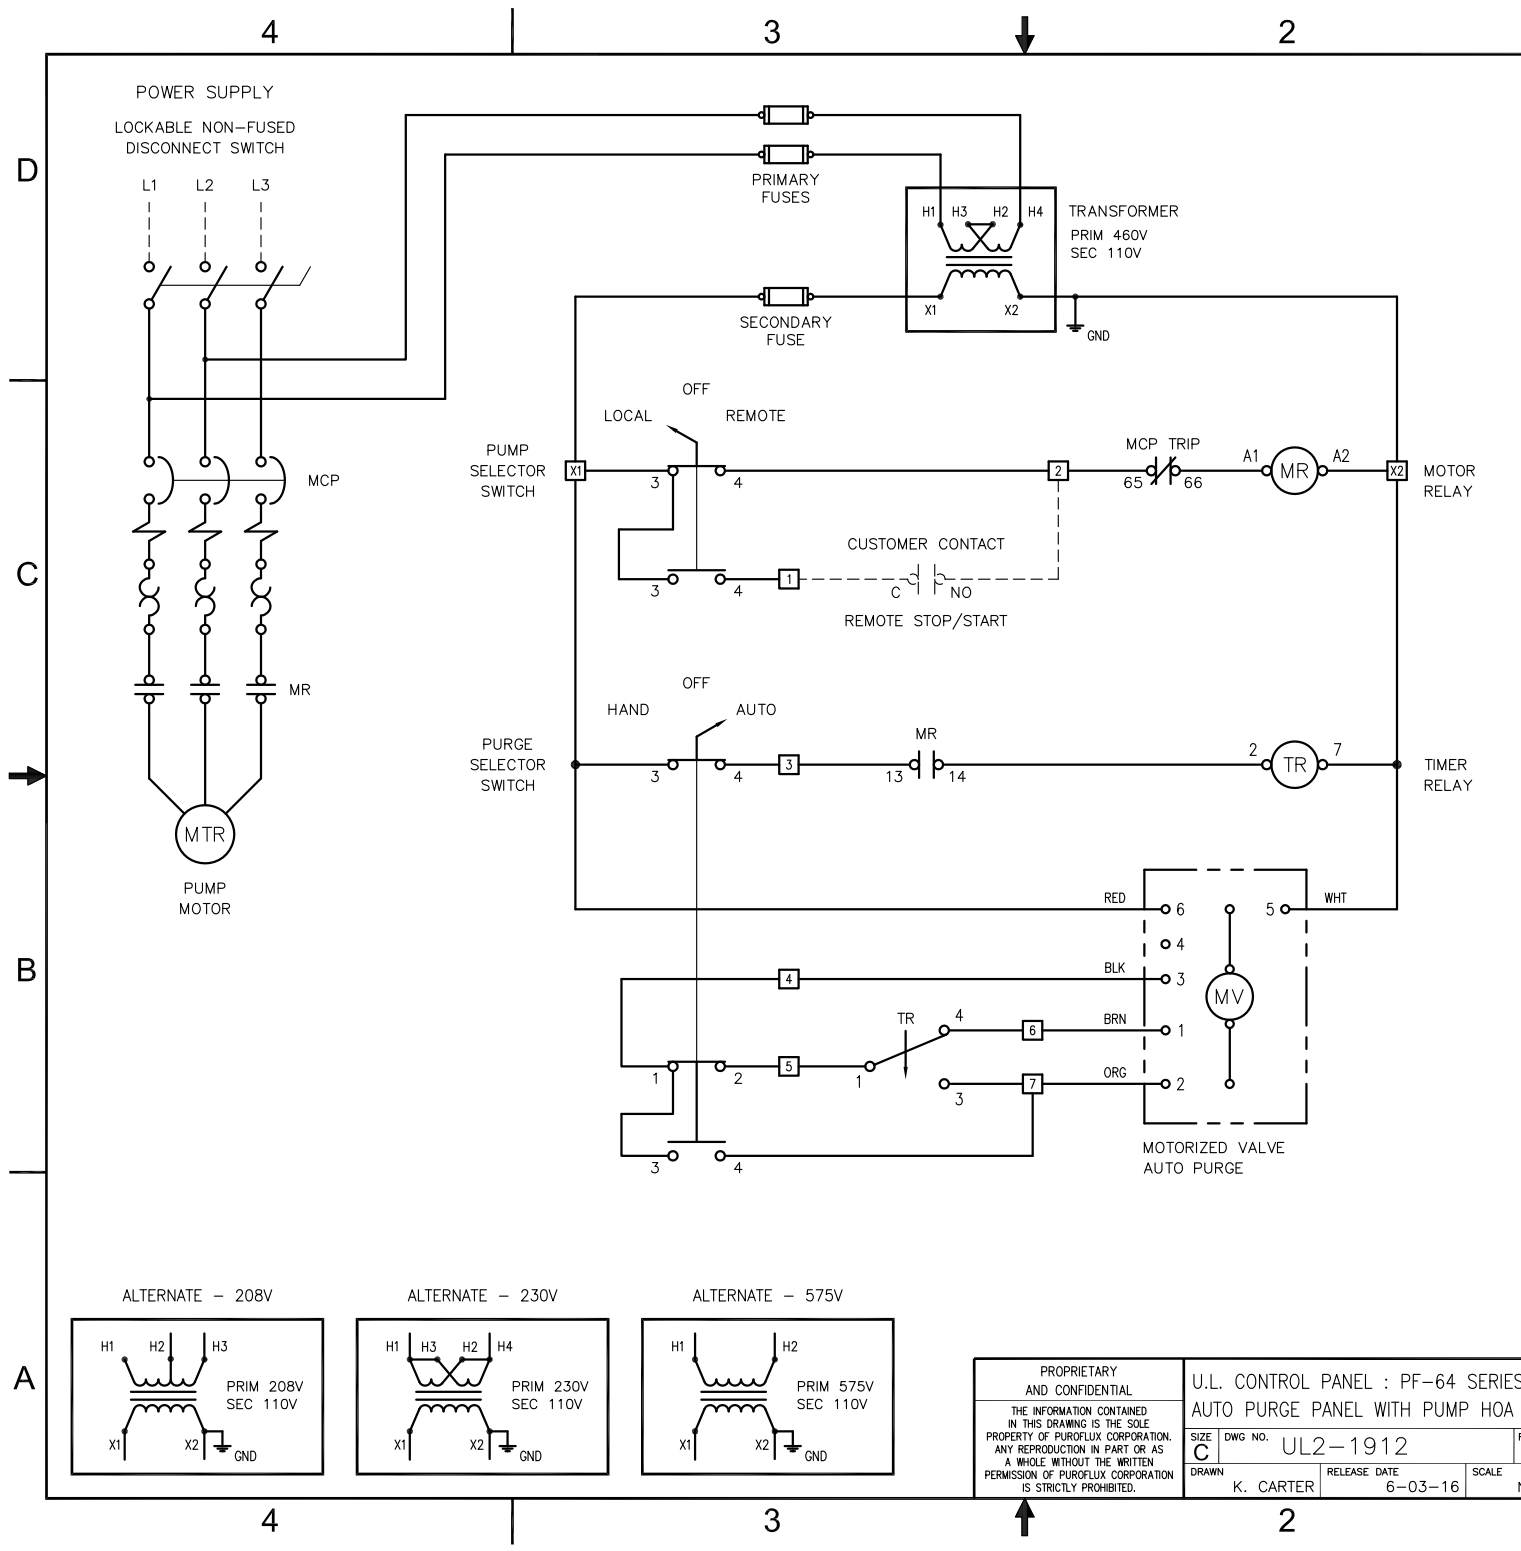 4
3
2
D
POWER SUPPLY
LOCKABLE NON-FUSED
DISCONNECT SWITCH
L1 L2 L3
PRIMARY
FUSES
H1 H3 H2 H4
TRANSFORMER
PRIM 460V
SEC 110V
X1 X2
GND
SECONDARY
FUSE
OFF
LOCAL REMOTE
PUMP
SELECTOR
SWITCH
X1
3 4
2
MCP TRIP
65 66
A1 MR A2
X2
MOTOR
RELAY
MCP
C
CUSTOMER CONTACT
3 4
1
C NO
REMOTE STOP/START
MR
OFF
HAND AUTO
PURGE
SELECTOR
SWITCH
3 4
3
MR
13 14
2 TR 7
TIMER
RELAY
MTR
PUMP
MOTOR
B
RED
6
5
WHT
4
4
BLK
3
MV
TR
4
6
BRN
1
1 2
5
1
3
7
ORG
2
3 4
MOTORIZED VALVE
AUTO PURGE
A
ALTERNATE - 208V
H1 H2 H3
PRIM 208V
SEC 110V
X1 X2
GND
ALTERNATE - 230V
H1 H3 H2 H4
PRIM 230V
SEC 110V
X1 X2
GND
ALTERNATE - 575V
H1 H2
PRIM 575V
SEC 110V
X1 X2
GND
PROPRIETARY
AND CONFIDENTIAL
THE INFORMATION CONTAINED
IN THIS DRAWING IS THE SOLE
PROPERTY OF PUROFLUX CORPORATION.
ANY REPRODUCTION IN PART OR AS
A WHOLE WITHOUT THE WRITTEN
PERMISSION OF PUROFLUX CORPORATION
IS STRICTLY PROHIBITED.
U.L. CONTROL PANEL : PF-64 SERIES
AUTO PURGE PANEL WITH PUMP HOA
SIZE
C
DWG NO. UL2-1912
DRAWN
K. CARTER
RELEASE DATE
6-03-16
SCALE
4
3
2